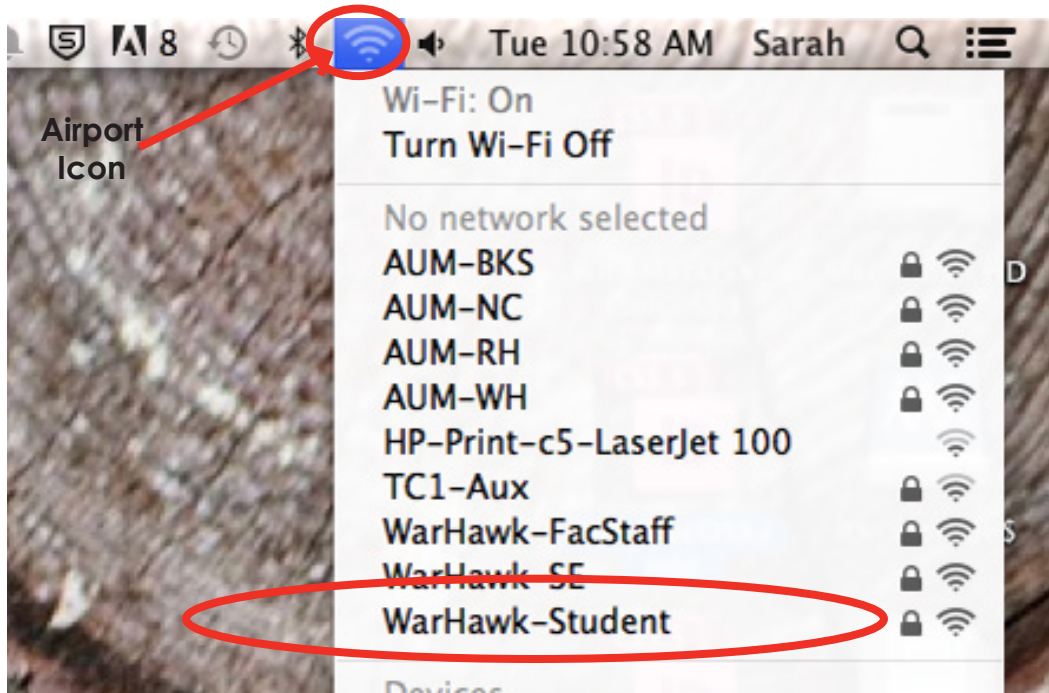 8 Tue 10:58 AM Sarah
Airport
Icon
Wi-Fi: On
Turn Wi-Fi Off
No network selected
AUM-BKS
D
AUM-NC
AUM-RH
AUM-WH
HP-Print-c5-LaserJet 100
TC1-Aux
WarHawk-FacStaff
S
WarHawk-SE
WarHawk-Student
Devices